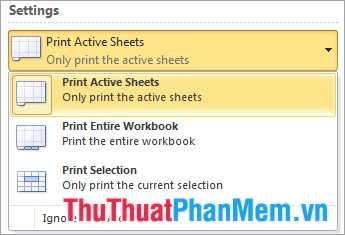 Settings
Print Active Sheets
Only print the active sheets
Print Active Sheets
Only print the active sheets
Print Entire Workbook
Print the entire workbook
Print Selection
Only print the current selection
ThuThuatPhanMem.vn
Ignore